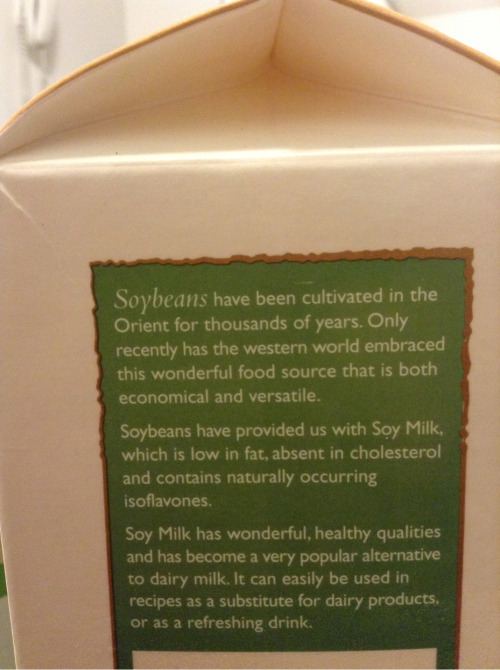 Soybeans have been cultivated in the
Orient for thousands of years. Only
recently has the western world embraced
this wonderful food source that is both
economical and versatile.
Soybeans have provided us with Soy Milk,
which is low in fat, absent in cholesterol
and contains naturally occurring
isoflavones.
Soy Milk has wonderful, healthy qualities
and has become a very popular alternative
to dairy milk. It can easily be used in
recipes as a substitute for dairy products,
or as a refreshing drink.